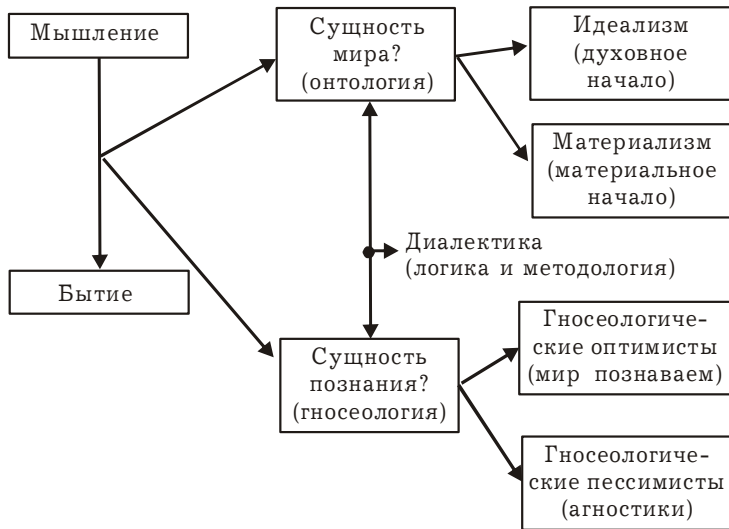 Мышление
Сущность
мира?
(онтология)
Идеализм
(духовное
начало)
Материализм
(материальное
начало)
Диалектика
(логика и методология)
Бытие
Сущность
познания?
(гносеология)
Гносеологиче-
ские оптимисты
(мир познаваем)
Гносеологиче-
ские пессимисты
(агностики)